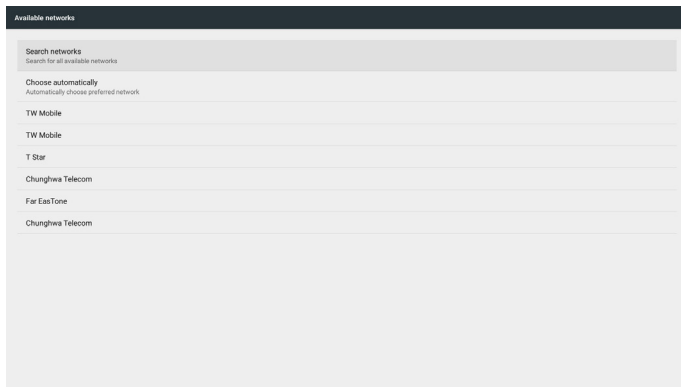 Available networks
Search networks
Search for all available networks
Choose automatically
Automatically choose preferred network
TW Mobile
TW Mobile
T Star
Chunghwa Telecom
Far EasTone
Chunghwa Telecom